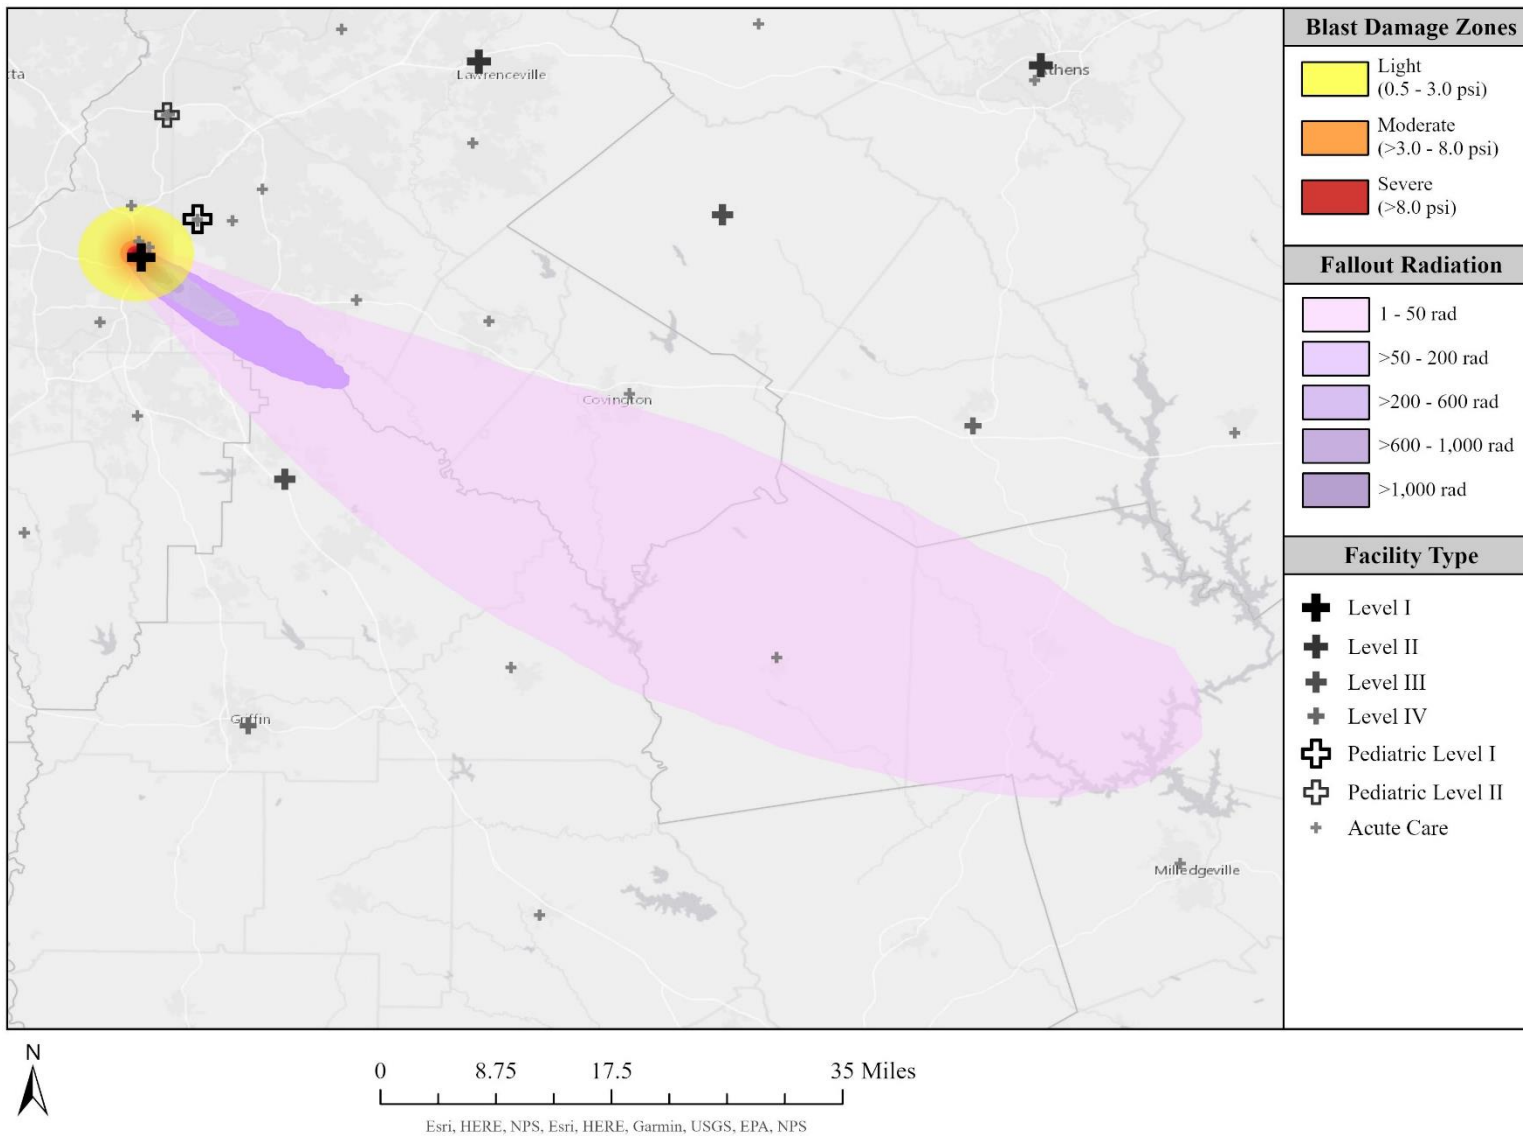 cta
Lawrenceville
Athens
Covington
Griffin
Milledgeville
Blast Damage Zones
Light
(0.5 - 3.0 psi)
Moderate
(>3.0 - 8.0 psi)
Severe
(>8.0 psi)
Fallout Radiation
1 - 50 rad
>50 - 200 rad
>200 - 600 rad
>600 - 1,000 rad
>1,000 rad
Facility Type
Level I
Level II
Level III
Level IV
Pediatric Level I
Pediatric Level II
Acute Care
N
0 8.75 17.5 35 Miles
Esri, HERE, NPS, Esri, HERE, Garmin, USGS, EPA, NPS